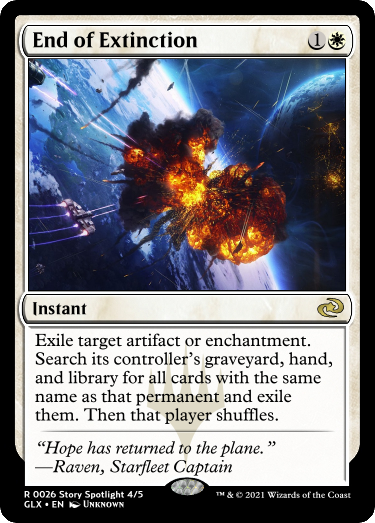 End of Extinction 1
Instant
Exile target artifact or enchantment.
Search its controller's graveyard, hand,
and library for all cards with the same
name as that permanent and exile
them. Then that player shuffles.
“Hope has returned to the plane.”
—Raven, Starfleet Captain
R 0026 Story Spotlight 4/5
™ & © 2021 Wizards of the Coast
GLX • EN Unknown